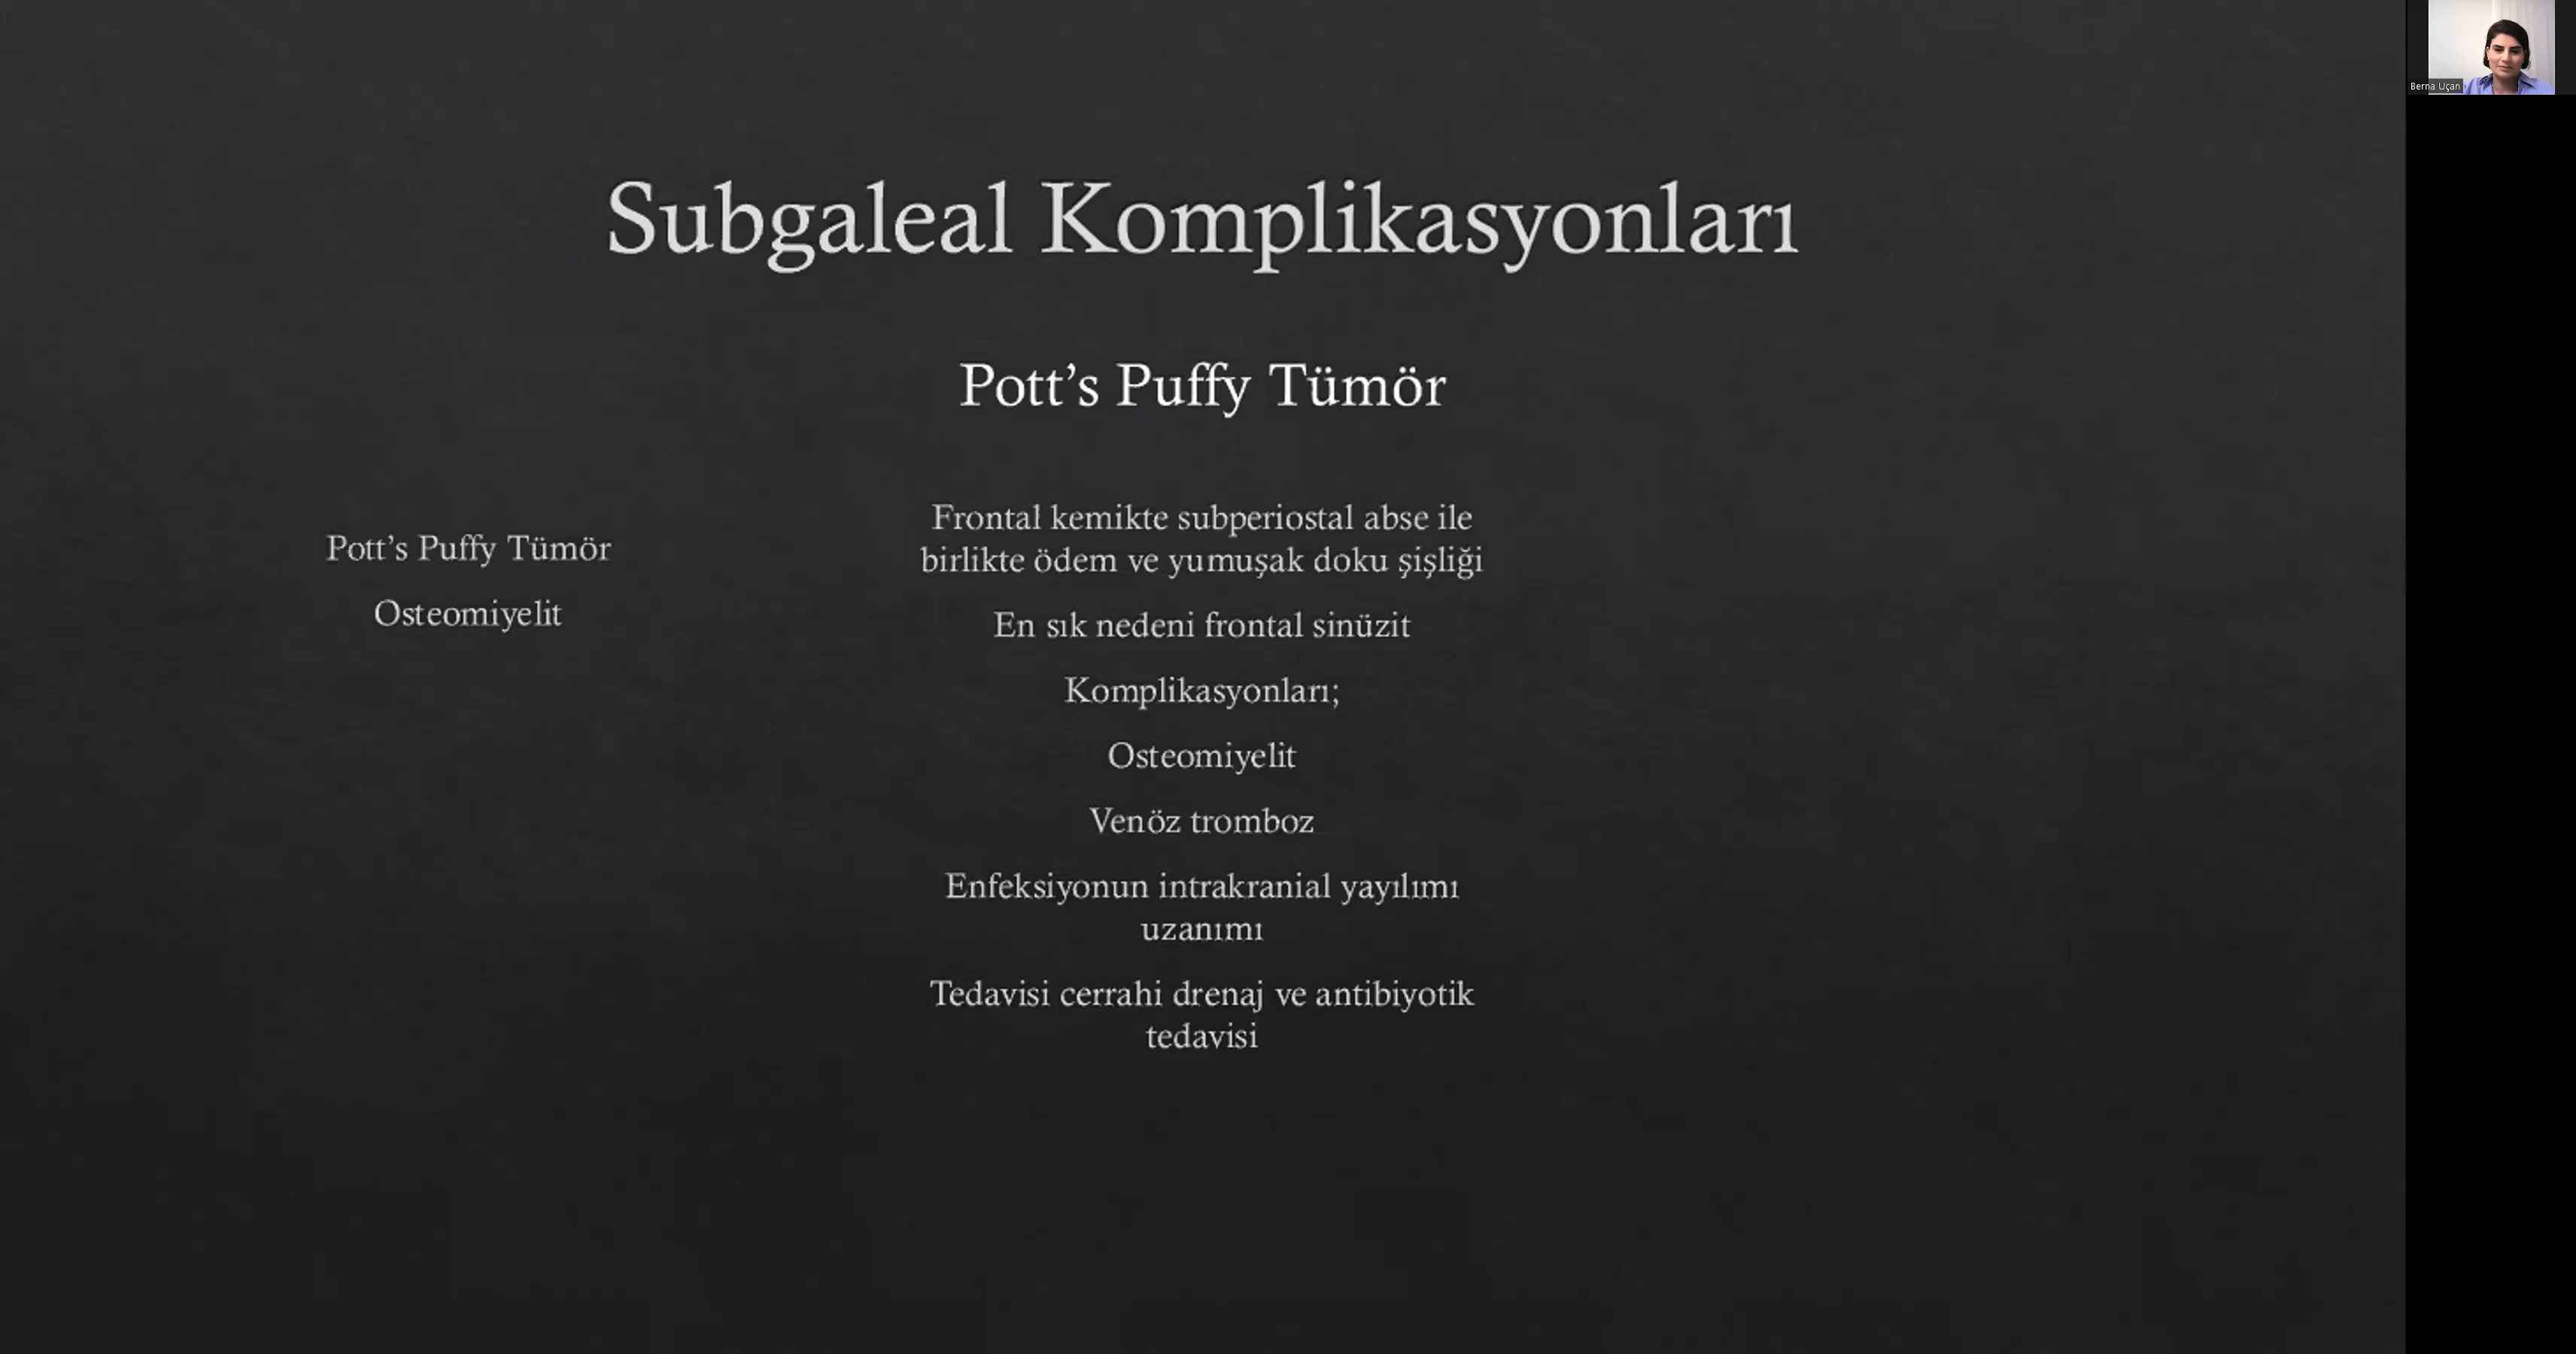 Subgaleal Komplikasyonları
Pott’s Puffy Tümör
Pott’s Puffy Tümör
Osteomiyelit
Frontal kemikte subperiostal abse ile
birlikte ödem ve yumuşak doku şişliği
En sık nedeni frontal sinüzit
Komplikasyonları;
Osteomiyelit
Venöz tromboz
Enfeksiyonun intrakranial yayılımı
uzanımı
Tedavisi cerrahi drenaj ve antibiyotik
tedavisi
Berna Uçan